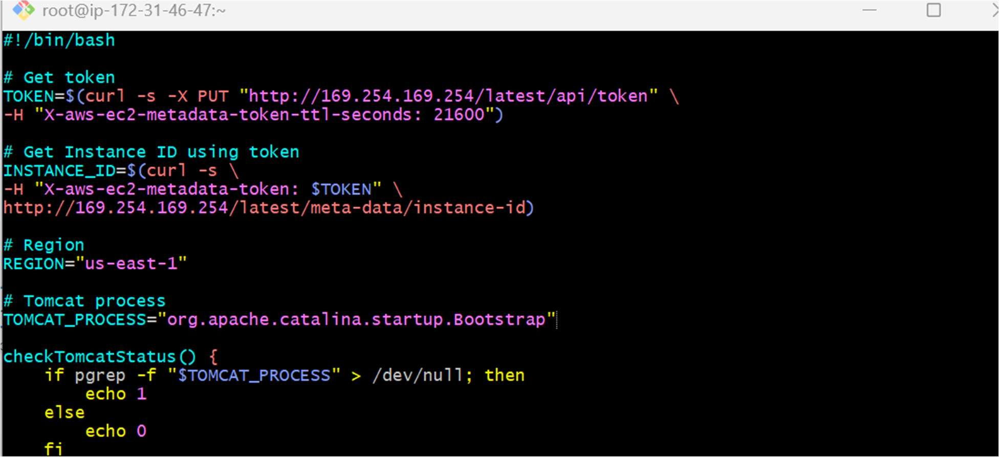 root@ip-172-31-46-47:~
#!/bin/bash
# Get token
TOKEN=$(curl -s -X PUT "http://169.254.169.254/latest/api/token" \
-H "X-aws-ec2-metadata-token-ttl-seconds: 21600")
# Get Instance ID using token
INSTANCE_ID=$(curl -s \
-H "X-aws-ec2-metadata-token: $TOKEN" \
http://169.254.169.254/latest/meta-data/instance-id)
# Region
REGION="us-east-1"
# Tomcat process
TOMCAT_PROCESS="org.apache.catalina.startup.Bootstrap"
checkTomcatStatus() {
    if pgrep -f "$TOMCAT_PROCESS" > /dev/null; then
        echo 1
    else
        echo 0
    fi